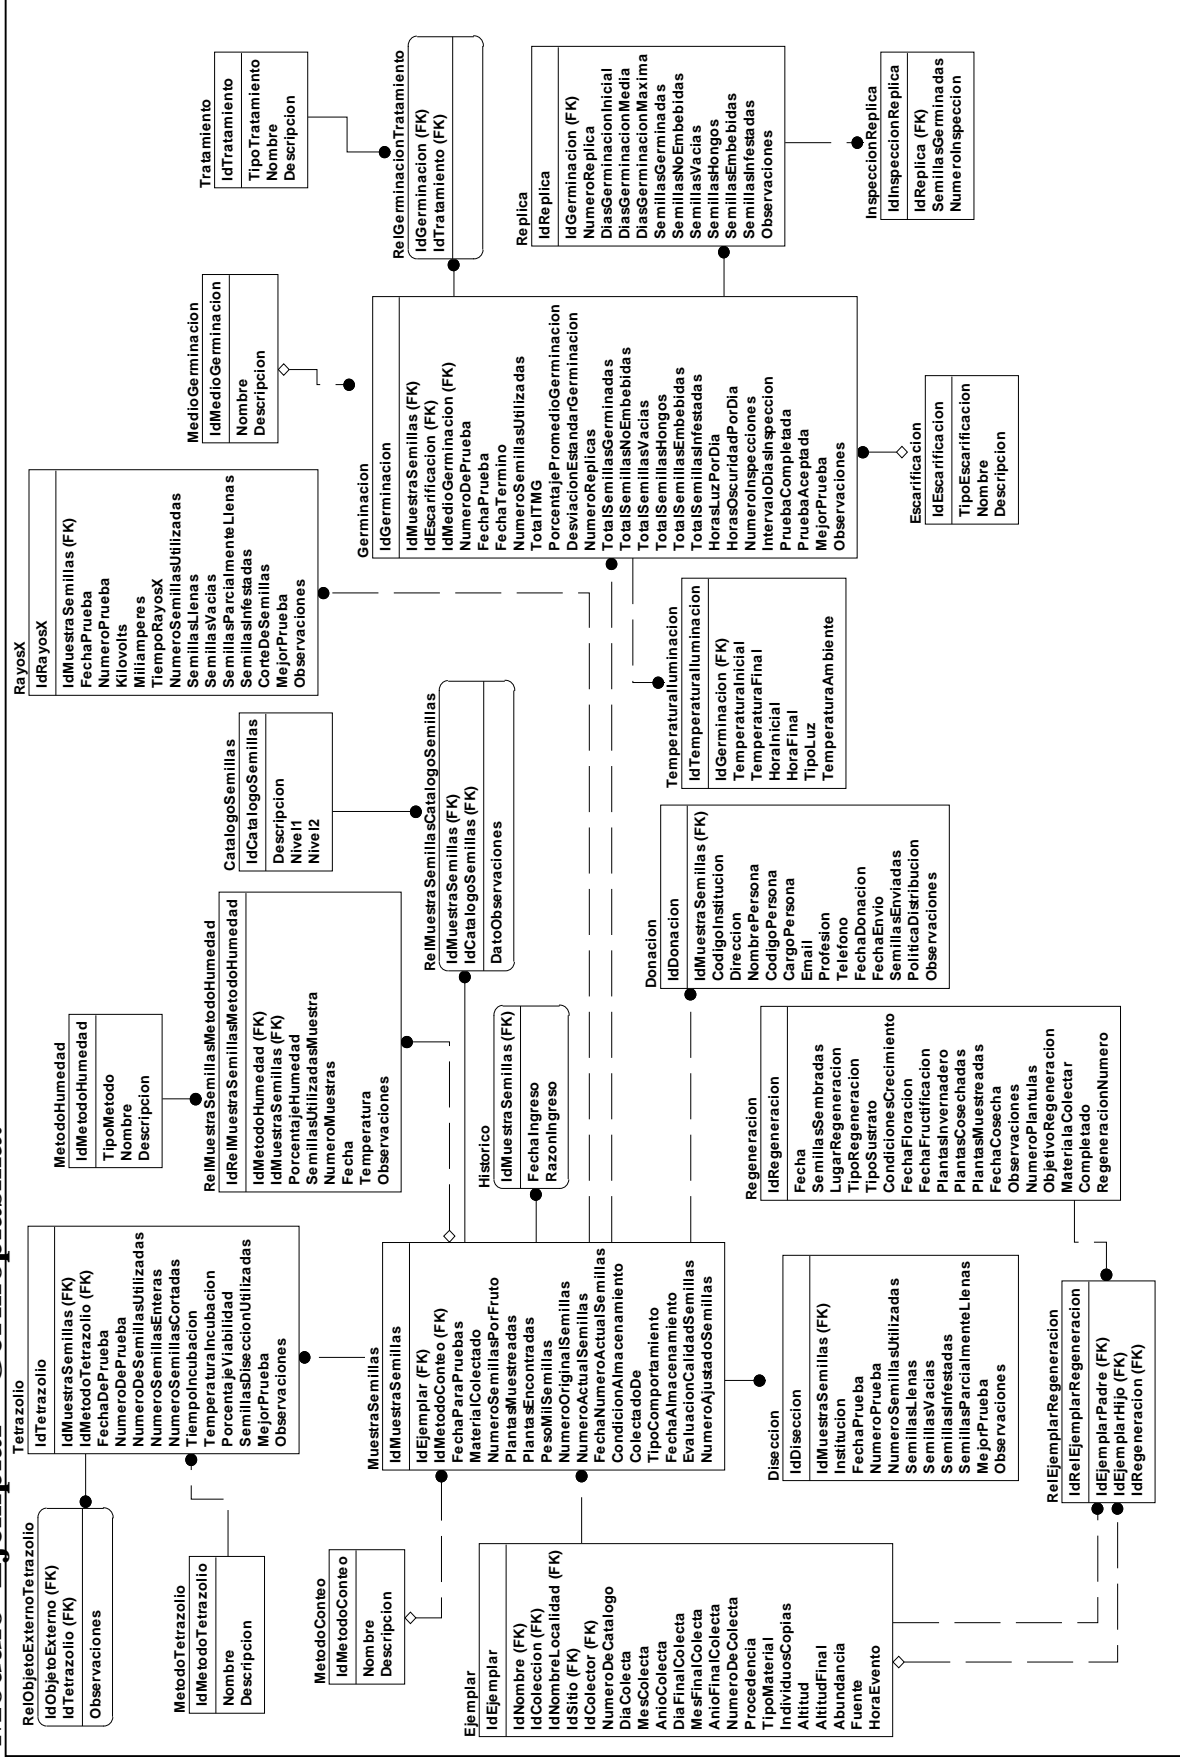 RelObjetoExternoTetrazolio
IdObjetoExterno (FK)
IdTetrazolio (FK)
Observaciones
Tetrazolio
IdTetrazolio
IdMuestraSemillas (FK)
IdMetodoTetrazolio (FK)
FechaDePrueba
NumeroDePrueba
NumeroDeSemillasUtilizadas
NumeroSemillasEnteras
NumeroSemillasCortadas
TiempoIncubacion
TemperaturaIncubacion
PorcentajeViabilidad
SemillasDiseccionUtilizadas
MejorPrueba
Observaciones
MetodoTetrazolio
IdMetodoTetrazolio
Nombre
Descripcion
MetodoHumedad
IdMetodoHumedad
TipoMetodo
Nombre
Descripcion
RelMuestraSemillasMetodoHumedad
IdRelMuestraSemillasMetodoHumedad
IdMetodoHumedad (FK)
IdMuestraSemillas (FK)
PorcentajeHumedad
SemillasUtilizadasMuestra
NumeroMuestras
Fecha
Temperatura
Observaciones
CatalogoSemillas
IdCatalogoSemillas
Descripcion
Nivel1
Nivel2
RelMuestraSemillasCatalogoSemillas
IdMuestraSemillas (FK)
IdCatalogoSemillas (FK)
DatoObservaciones
RayosX
IdRayosX
IdMuestraSemillas (FK)
FechaPrueba
NumeroPrueba
Kilovolts
Miliamperes
TiempoRayosX
NumeroSemillasUtilizadas
SemillasLlenas
SemillasVacias
SemillasParcialmenteLlenas
SemillasInfestadas
CorteDeSemillas
MejorPrueba
Observaciones
MedioGerminacion
IdMedioGerminacion
Nombre
Descripcion
Tratamiento
IdTratamiento
TipoTratamiento
Nombre
Descripcion
RelGerminacionTratamiento
IdGerminacion (FK)
IdTratamiento (FK)
MetodoConteo
IdMetodoConteo
Nombre
Descripcion
MuestraSemillas
IdMuestraSemillas
IdEjemplar (FK)
IdMetodoConteo (FK)
FechaParaPruebas
MaterialColectado
NumeroSemillasPorFruto
PlantasMuestreadas
PlantasEncontradas
PesoMilSemillas
NumeroOriginalSemillas
NumeroActualSemillas
FechaNumeroActualSemillas
CondicionAlmacenamiento
ColectadoDe
TipoComportamiento
FechaAlmacenamiento
EvaluacionCalidadSemillas
NumeroAjustadoSemillas
Historico
IdMuestraSemillas (FK)
FechaIngreso
RazonIngreso
Germinacion
IdGerminacion
IdMuestraSemillas (FK)
IdEscarificacion (FK)
IdMedioGerminacion (FK)
NumeroDePrueba
FechaPrueba
FechaTermino
NumeroSemillasUtilizadas
TotalTMG
PorcentajePromedioGerminacion
DesviacionEstandarGerminacion
NumeroReplicas
TotalSemillasGerminadas
TotalSemillasNoEmbebidas
TotalSemillasVacias
TotalSemillasHongos
TotalSemillasEmbebidas
TotalSemillasInfestadas
HorasLuzPorDia
HorasOscuridadPorDia
NumeroInspecciones
IntervaloDiasInspeccion
PruebaCompletada
PruebaAceptada
MejorPrueba
Observaciones
Replica
IdReplica
IdGerminacion (FK)
NumeroReplica
DiasGerminacionInicial
DiasGerminacionMedia
DiasGerminacionMaxima
SemillasGerminadas
SemillasNoEmbebidas
SemillasVacias
SemillasHongos
SemillasEmbebidas
SemillasInfestadas
Observaciones
Ejemplar
IdEjemplar
IdNombre (FK)
IdColeccion (FK)
IdNombreLocalidad (FK)
IdSitio (FK)
IdColector (FK)
NumeroDeCatalogo
DiaColecta
MesColecta
AnioColecta
DiaFinalColecta
MesFinalColecta
AnioFinalColecta
NumeroDeColecta
Procedencia
TipoMaterial
IndividuosCopias
Altitud
AltitudFinal
Abundancia
Fuente
HoraEvento
Donacion
IdDonacion
IdMuestraSemillas (FK)
CodigoInstitucion
Direccion
NombrePersona
CodigoPersona
CargoPersona
Email
Profesion
Telefono
FechaDonacion
FechaEnvio
SemillasEnviadas
PoliticaDistribucion
Observaciones
TemperaturaIluminacion
IdTemperaturaIluminacion
IdGerminacion (FK)
TemperaturaInicial
TemperaturaFinal
HoraInicial
HoraFinal
TipoLuz
TemperaturaAmbiente
Diseccion
IdDiseccion
IdMuestraSemillas (FK)
Institucion
FechaPrueba
NumeroPrueba
NumeroSemillasUtilizadas
SemillasLlenas
SemillasVacias
SemillasInfestadas
SemillasParcialmenteLlenas
MejorPrueba
Observaciones
Regeneracion
IdRegeneracion
Fecha
SemillasSembradas
LugarRegeneracion
TipoRegeneracion
TipoSustrato
CondicionesCrecimiento
FechaFloracion
FechaFrutificacion
PlantasInvernadero
PlantasCosechadas
PlantasMuestreadas
FechaCosecha
Observaciones
NumeroPlantulas
ObjetivoRegeneracion
MaterialaColectar
Completado
RegeneracionNumero
Escarificacion
IdEscarificacion
TipoEscarificacion
Nombre
Descripcion
InspeccionReplica
IdInspeccionReplica
IdReplica (FK)
SemillasGerminadas
NumeroInspeccion
RelEjemplarRegeneracion
IdRelEjemplarRegeneracion
IdEjemplarPadre (FK)
IdEjemplarHijo (FK)
IdRegeneracion (FK)